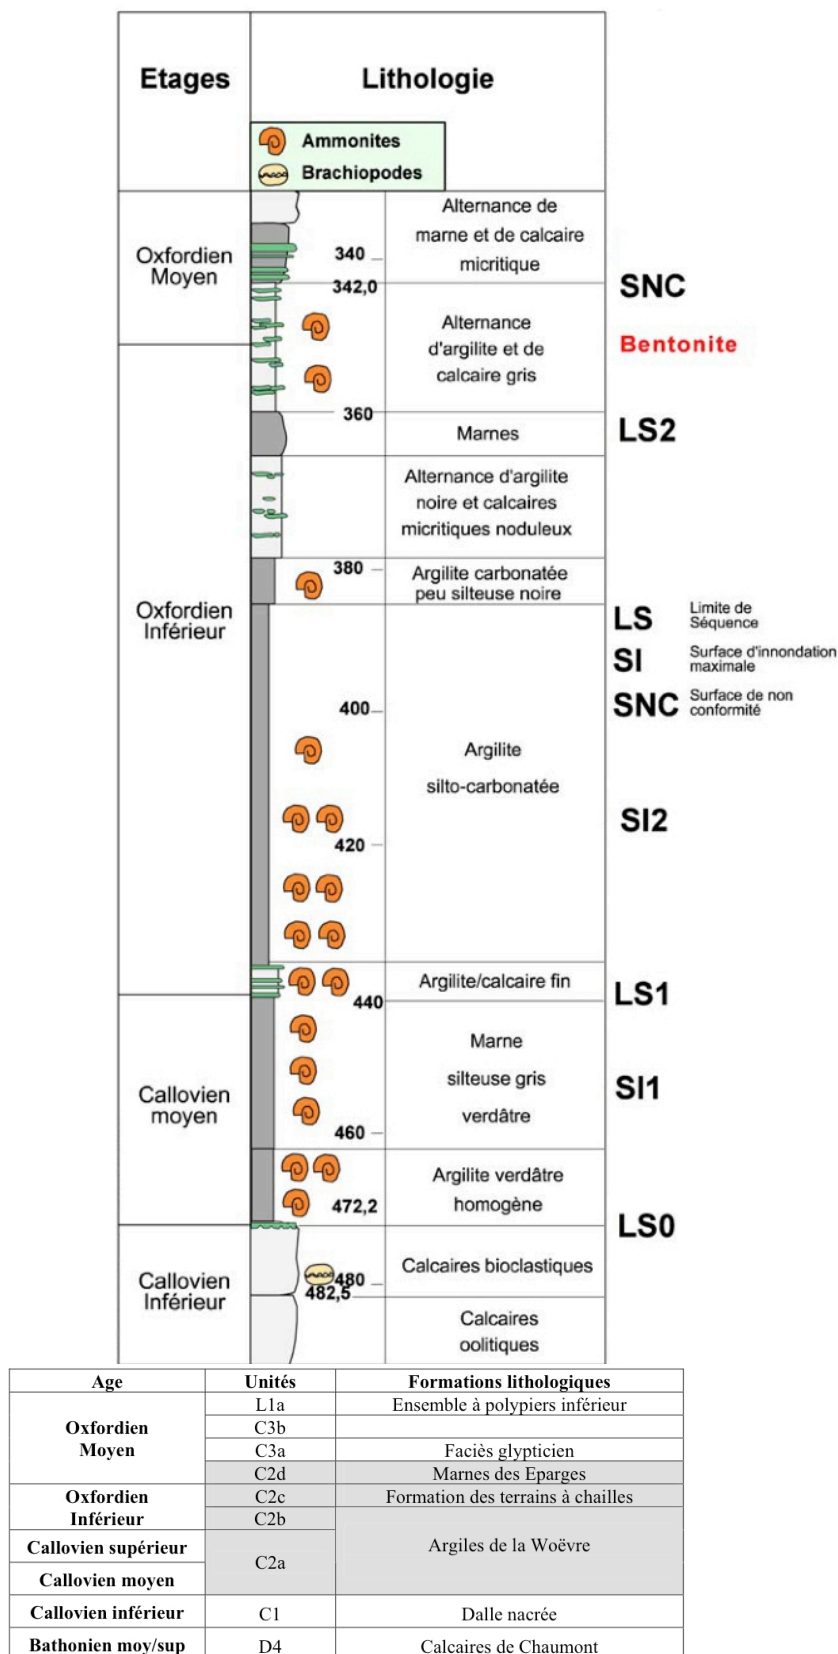 Etages
Lithologie
Ammonites
Brachiopodes
Oxfordien
Moyen
340
342,0
Alternance de
marne et de calcaire
micritique
SNC
Alternance
d'argilite et de
calcaire gris
Bentonite
360
Marnes
LS2
Alternance d'argilite
noire et calcaires
micritiques noduleux
Oxfordien
Inférieur
380
Argilite carbonatée
peu silteuse noire
LS Limite de
Séquence
SI Surface d'innondation
maximale
SNC Surface de non
conformité
400
Argilite
silto-carbonatée
SI2
420
Argilite/calcaire fin
LS1
440
Marne
silteuse gris
verdâtre
SI1
Callovien
moyen
460
Argilite verdâtre
homogène
472,2
LS0
Callovien
Inférieur
Calcaires bioclastiques
480
482,5
Calcaires
oolitiques
Age Unités Formations lithologiques
Oxfordien
Moyen
L1a Ensemble à polypiers inférieur
C3b
C3a Faciès glypticien
C2d Marnes des Eparges
Oxfordien
Inférieur
C2c Formation des terrains à chailles
C2b
Argiles de la Woëvre
Callovien supérieur
C2a
Callovien moyen
Callovien inférieur C1 Dalle nacrée
Bathonien moy/sup D4 Calcaires de Chaumont